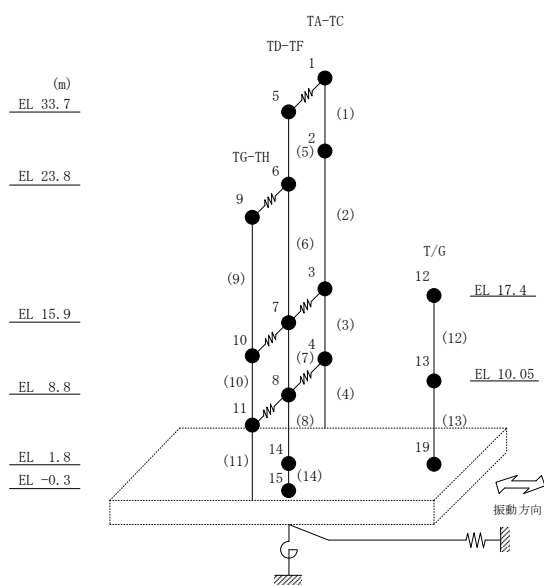 TA-TC
TD-TF
(m)
1
EL 33.7
5
(1)
2
(5)
TG-TH
6
EL 23.8
9
(2)
(6)
T/G
(9)
3
12
EL 17.4
7
EL 15.9
(3)
(12)
10
4
(7)
13
(10)
8
EL 10.05
EL 8.8
(4)
11
(8)
(13)
14
19
EL 1.8
(11)
(14)
15
EL -0.3
振動方向